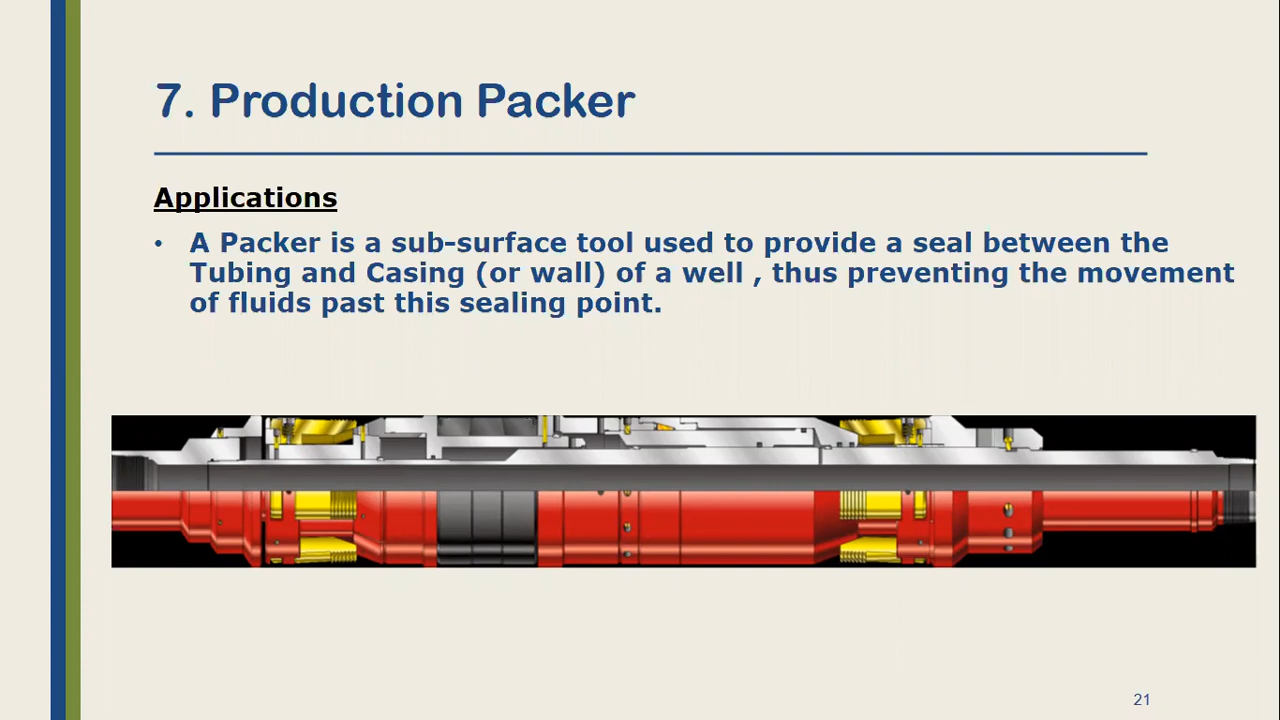 7. Production Packer
Applications
• A Packer is a sub-surface tool used to provide a seal between the
Tubing and Casing (or wall) of a well , thus preventing the movement
of fluids past this sealing point.
21